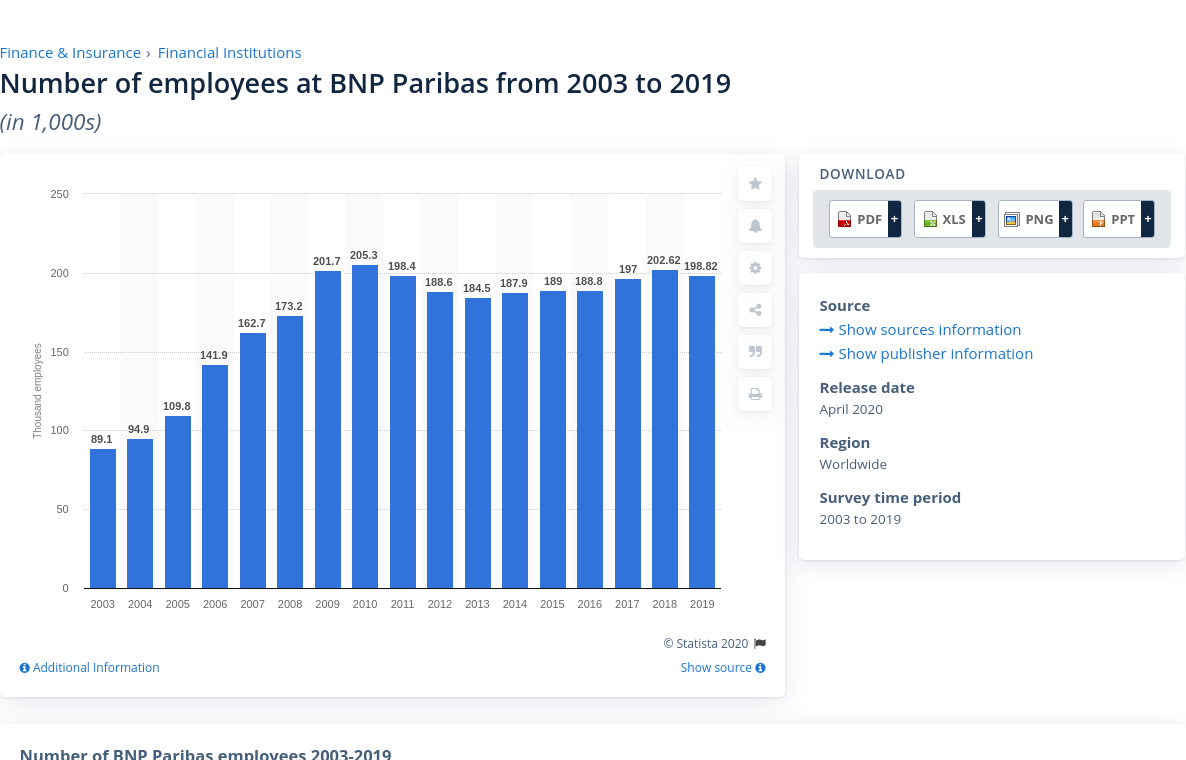 Finance & Insurance › Financial Institutions
Number of employees at BNP Paribas from 2003 to 2019
(in 1,000s)
250
200
150
100
50
0
Thousand employees
89.1
94.9
109.8
141.9
162.7
173.2
201.7
205.3
198.4
188.6
184.5
187.9
189
188.8
197
202.62
198.82
2003 2004 2005 2006 2007 2008 2009 2010 2011 2012 2013 2014 2015 2016 2017 2018 2019
© Statista 2020
Additional Information
Show source
DOWNLOAD
PDF + XLS + PNG + PPT +
Source
Show sources information
Show publisher information
Release date
April 2020
Region
Worldwide
Survey time period
2003 to 2019
Number of BNP Paribas employees 2003-2019